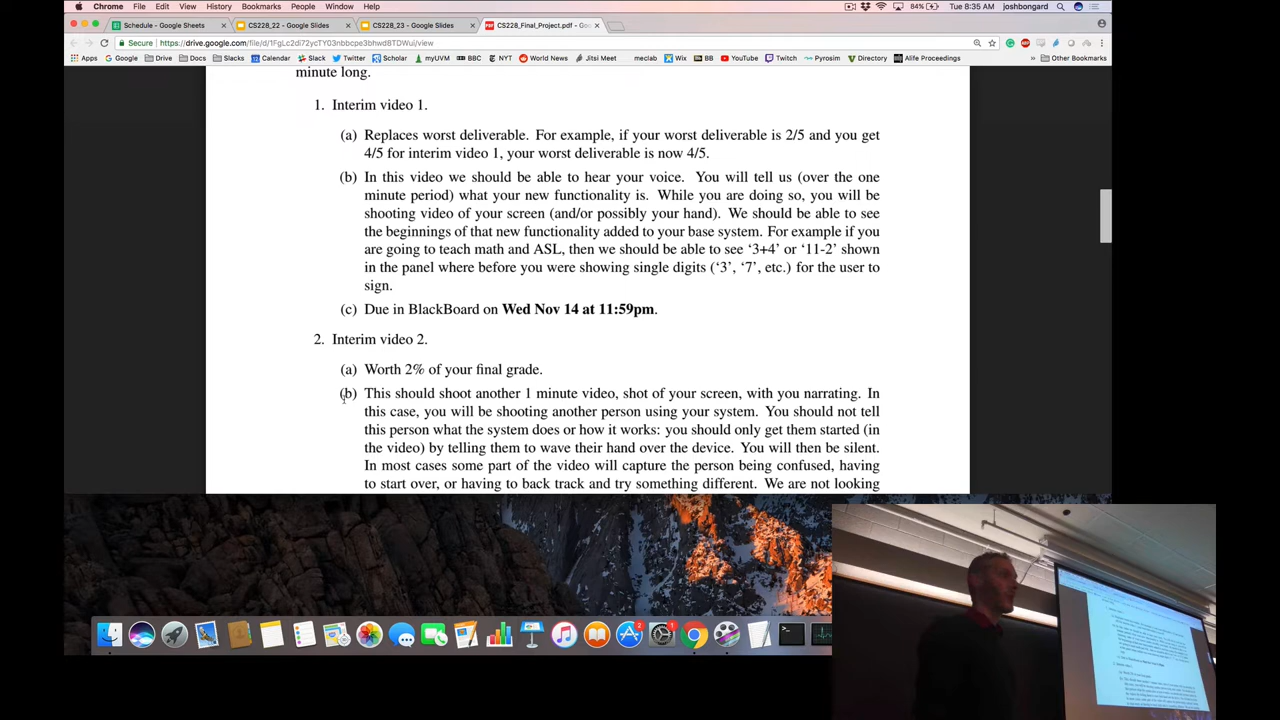 Chrome File Edit View History Bookmarks People Window Help 84% Tue 8:35 AM joshbongard
Schedule - Google Sheets CS228_22 - Google Slides CS228_23 - Google Slides CS228_Final_Project.pdf - Goo
Secure https://drive.google.com/file/d/1FgLc2di72ycTY03nbbcpe3bhwd8TDWui/view
Apps Google Drive Docs Slacks Calendar Slack Twitter Scholar myUVM BBC NYT World News Jitsi Meet meclab Wix BB YouTube Twitch Pyrosim Directory Alife Proceedings Other Bookmarks
minute long.
1. Interim video 1.
(a) Replaces worst deliverable. For example, if your worst deliverable is 2/5 and you get
4/5 for interim video 1, your worst deliverable is now 4/5.
(b) In this video we should be able to hear your voice. You will tell us (over the one
minute period) what your new functionality is. While you are doing so, you will be
shooting video of your screen (and/or possibly your hand). We should be able to see
the beginnings of that new functionality added to your base system. For example if you
are going to teach math and ASL, then we should be able to see ‘3+4’ or ‘11-2’ shown
in the panel where before you were showing single digits (‘3’, ‘7’, etc.) for the user to
sign.
(c) Due in BlackBoard on Wed Nov 14 at 11:59pm.
2. Interim video 2.
(a) Worth 2% of your final grade.
(b) This should shoot another 1 minute video, shot of your screen, with you narrating. In
this case, you will be shooting another person using your system. You should not tell
this person what the system does or how it works: you should only get them started (in
the video) by telling them to wave their hand over the device. You will then be silent.
In most cases some part of the video will capture the person being confused, having
to start over, or having to back track and try something different. We are not looking